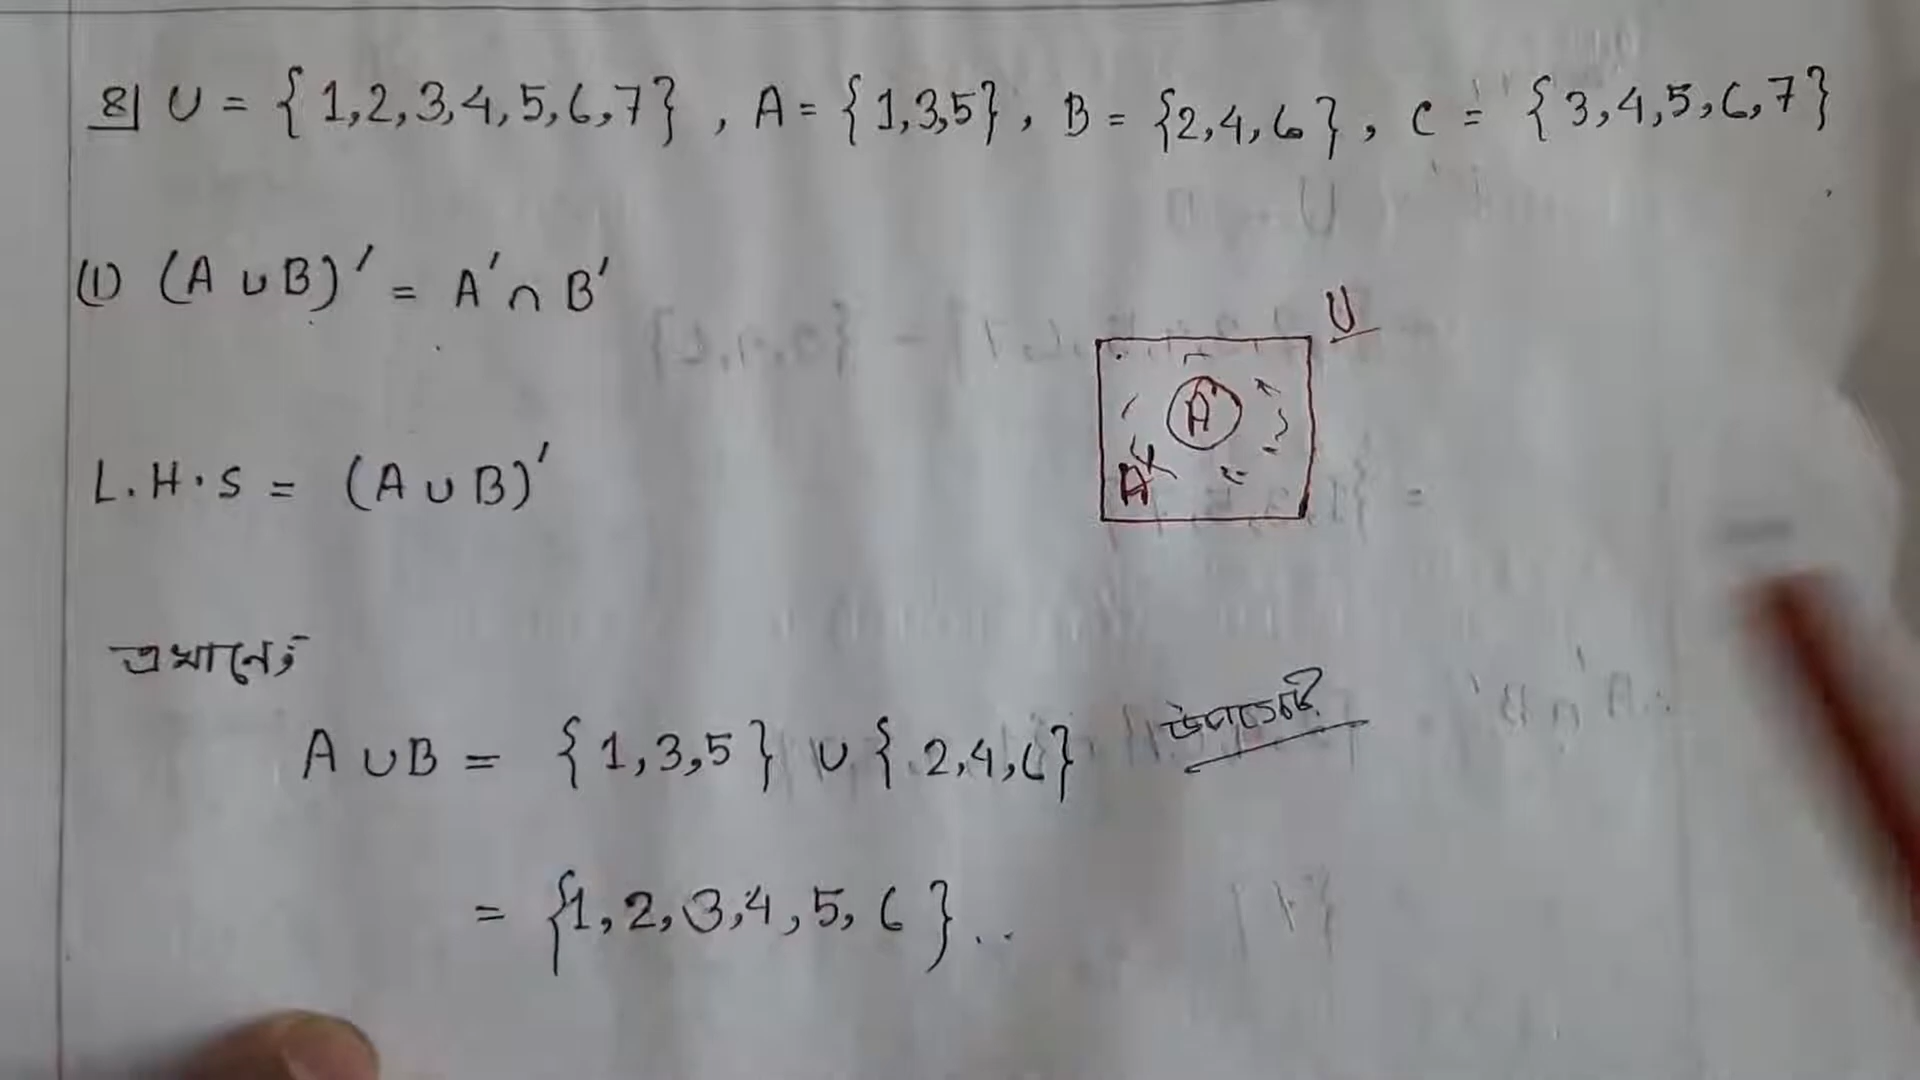 ৪| U = {1,2,3,4,5,6,7}, A = {1,3,5}, B = {2,4,6}, C = {3,4,5,6,7}
(1) (A ∪ B)′ = A′ ∩ B′
U
A
A′
L.H.S = (A ∪ B)′
এখানে,
A ∪ B = {1,3,5} ∪ {2,4,6}
= {1,2,3,4,5,6}